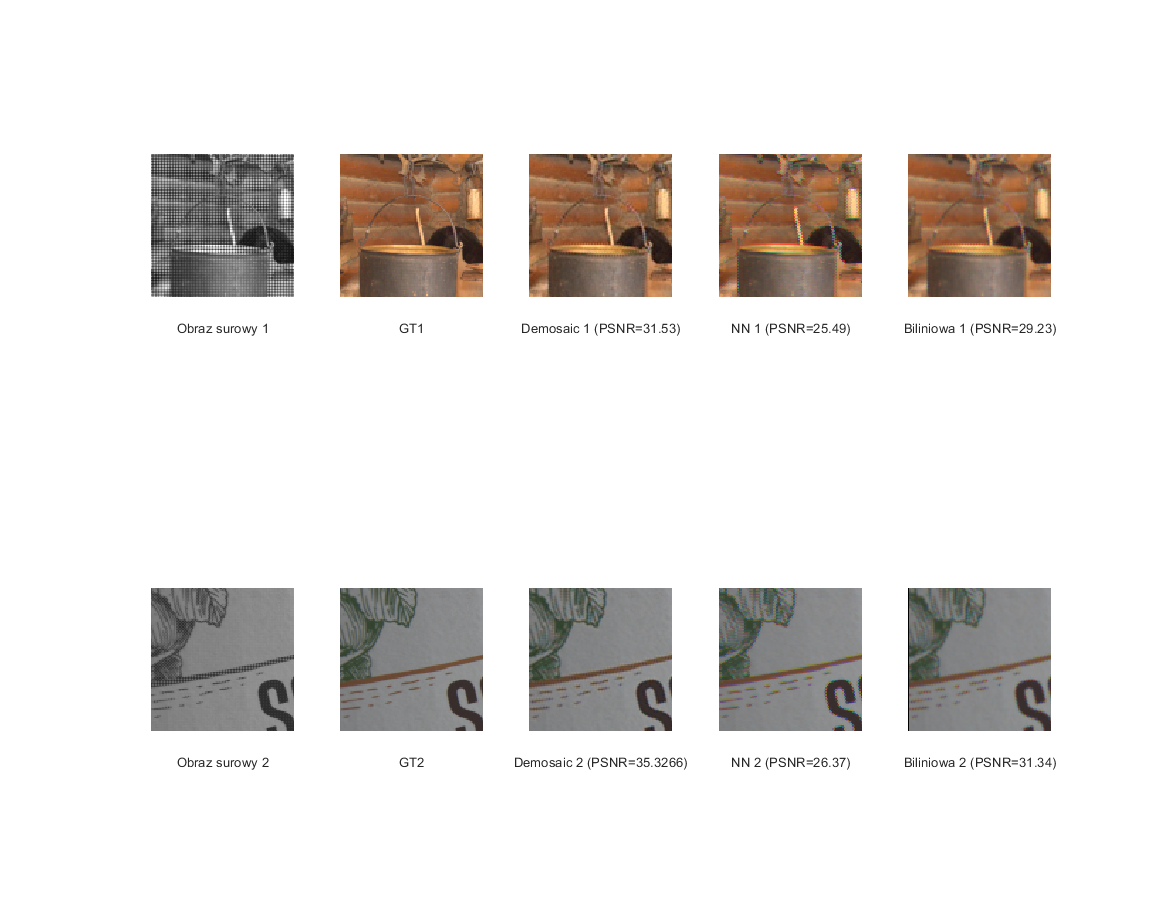 Obraz surowy 1
GT1
Demosaic 1 (PSNR=31.53)
NN 1 (PSNR=25.49)
Biliniowa 1 (PSNR=29.23)
Obraz surowy 2
GT2
Demosaic 2 (PSNR=35.3266)
NN 2 (PSNR=26.37)
Biliniowa 2 (PSNR=31.34)